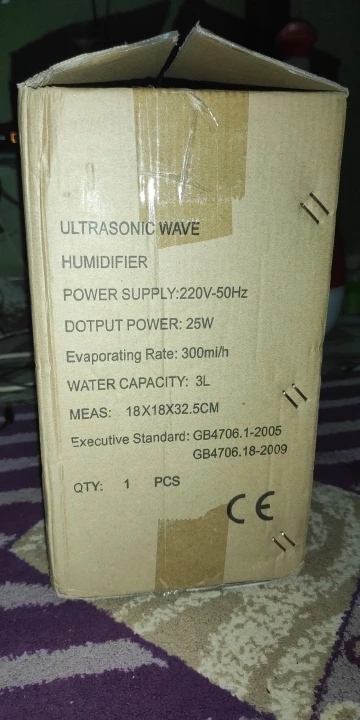 ULTRASONIC WAVE
HUMIDIFIER
POWER SUPPLY:220V-50Hz
DOTPUT POWER: 25W
Evaporating Rate: 300mi/h
WATER CAPACITY: 3L
MEAS: 18X18X32.5CM
Executive Standard: GB4706.1-2005
GB4706.18-2009
QTY: 1 PCS
CE